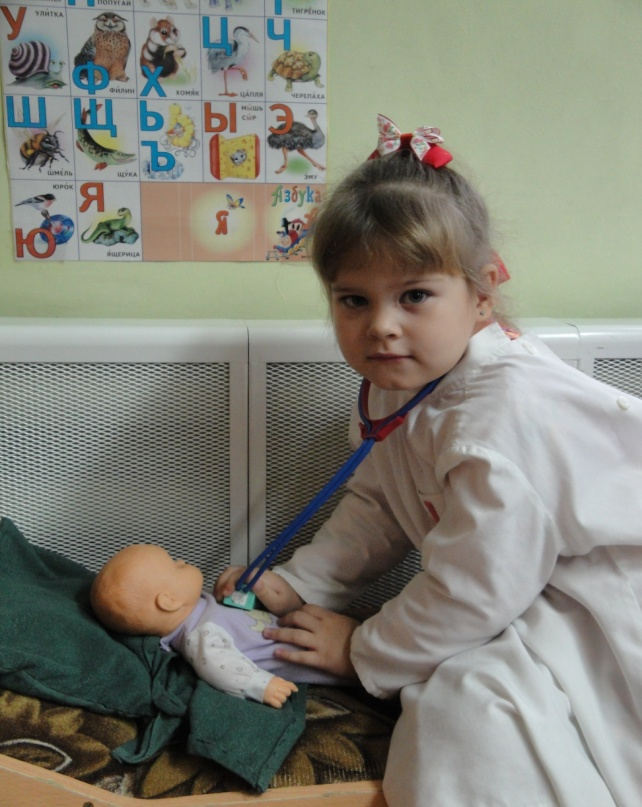 ПОПУГАЙ
ТИГРЁНОК
У УЛИТКА
Ф ФИЛИН
Х ХОМЯК
Ц ЦАПЛЯ
Ч ЧЕРЕПАХА
Ш ШМЕЛЬ
Щ ЩУКА
Ь
Ъ
Ы МЫШЬ
СЫР
Э ЭМУ
ЮРОК
Ю
Я ЯЩЕРИЦА
Я
Азбука